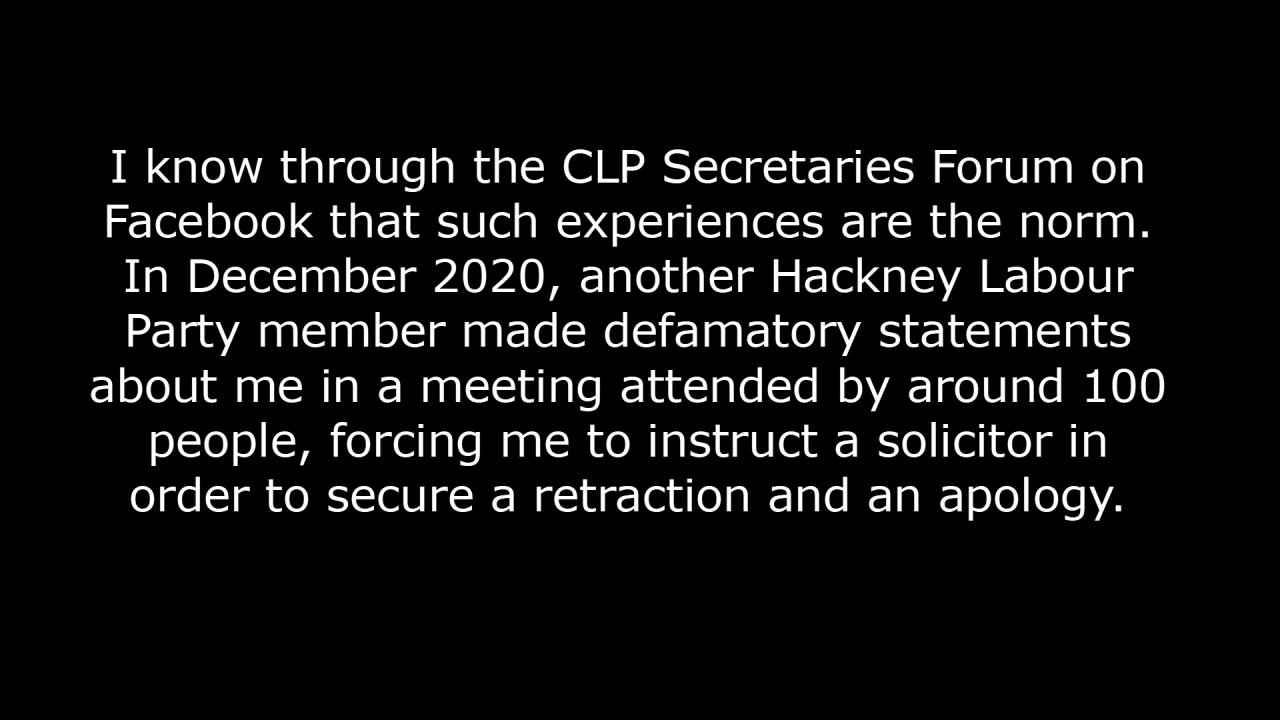 I know through the CLP Secretaries Forum on
Facebook that such experiences are the norm.
In December 2020, another Hackney Labour
Party member made defamatory statements
about me in a meeting attended by around 100
people, forcing me to instruct a solicitor in
order to secure a retraction and an apology.